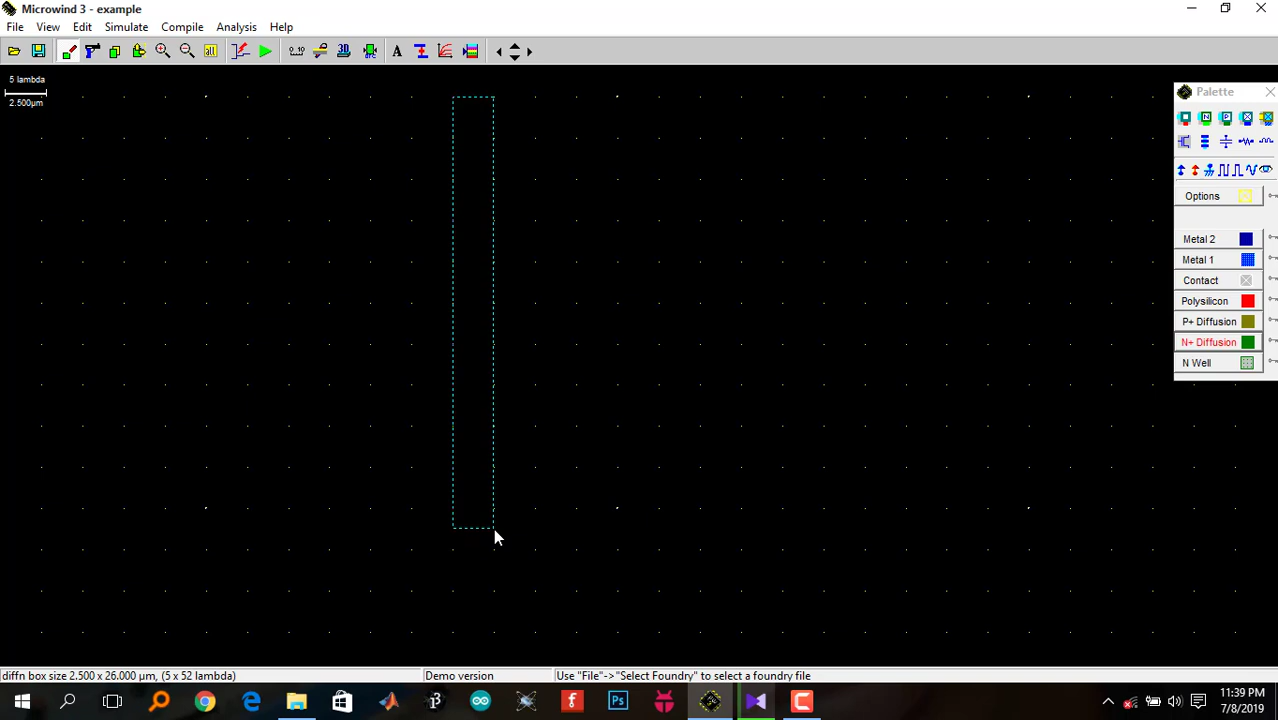 Microwind 3 - example
File View Edit Simulate Compile Analysis Help
5 lambda
2.500µm
Palette
Options
Metal 2
Metal 1
Contact
Polysilicon
P+ Diffusion
N+ Diffusion
N Well
diffn box size 2.500 x 26.000 µm, (5 x 52 lambda) Demo version Use "File"->"Select Foundry" to select a foundry file
11:39 PM
7/8/2019